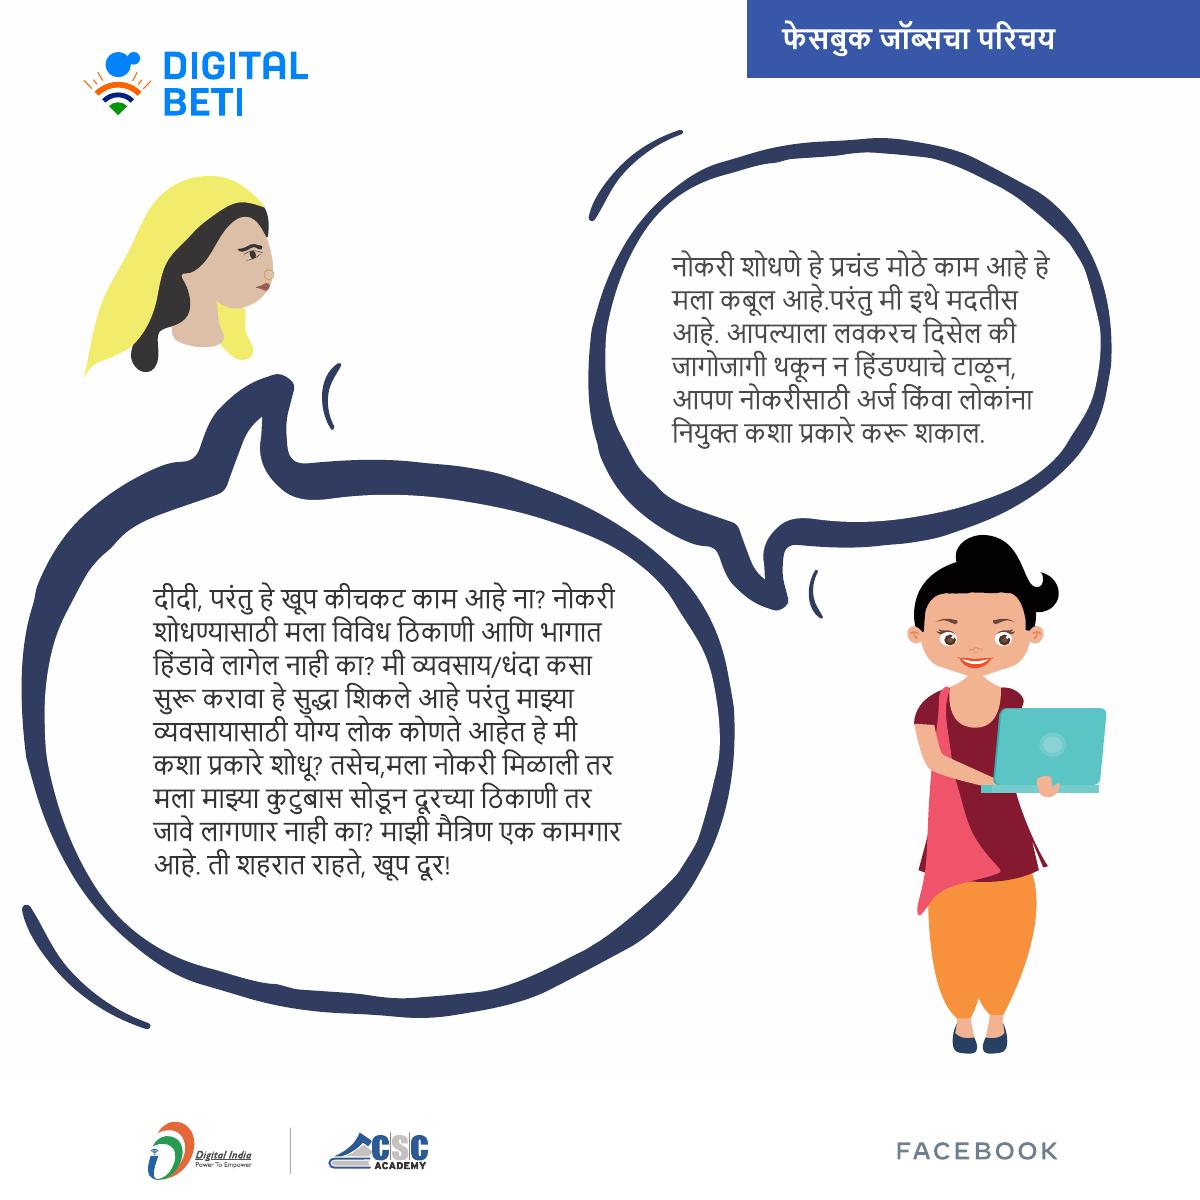 फेसबुक जॉब्सचा परिचय
DIGITAL
BETI
दीदी, परंतु हे खूप कीचकट काम आहे ना? नोकरी
शोधण्यासाठी मला विविध ठिकाणी आणि भागात
हिंडावे लागेल नाही का? मी व्यवसाय/धंदा कसा
सुरू करावा हे सुद्धा शिकले आहे परंतु माझ्या
व्यवसायासाठी योग्य लोक कोणते आहेत हे मी
कशा प्रकारे शोधू? तसेच,मला नोकरी मिळाली तर
मला माझ्या कुटुबास सोडून दूरच्या ठिकाणी तर
जावे लागणार नाही का? माझी मैत्रिण एक कामगार
आहे. ती शहरात राहते, खूप दूर!
नोकरी शोधणे हे प्रचंड मोठे काम आहे हे
मला कबूल आहे.परंतु मी इथे मदतीस
आहे. आपल्याला लवकरच दिसेल की
जागोजागी थकून न हिंडण्याचे टाळून,
आपण नोकरीसाठी अर्ज किंवा लोकांना
नियुक्त कशा प्रकारे करू शकाल.
Digital India
Power To Empower
CSC
ACADEMY
FACEBOOK